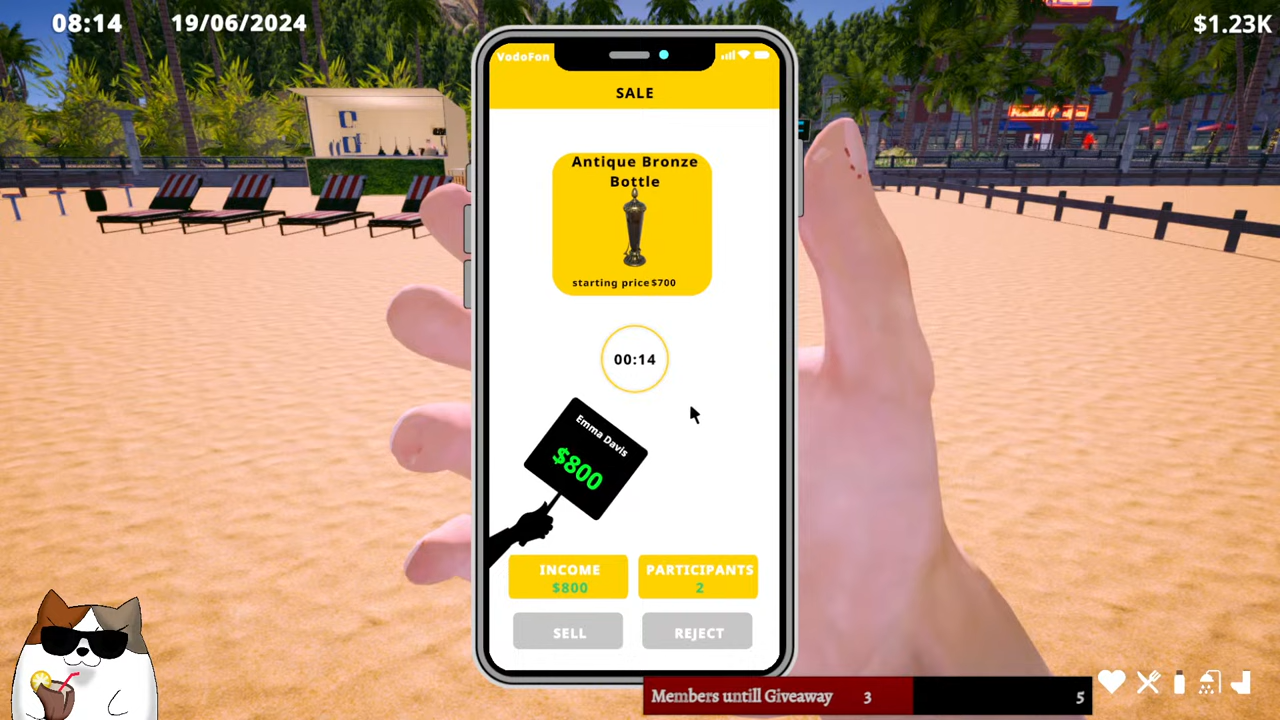 08:14
19/06/2024
$1.23K
VodoFon
SALE
Antique Bronze
Bottle
starting price$700
00:14
Emma Davis
$800
INCOME
$800
PARTICIPANTS
2
SELL
REJECT
Members untill Giveaway 3 5